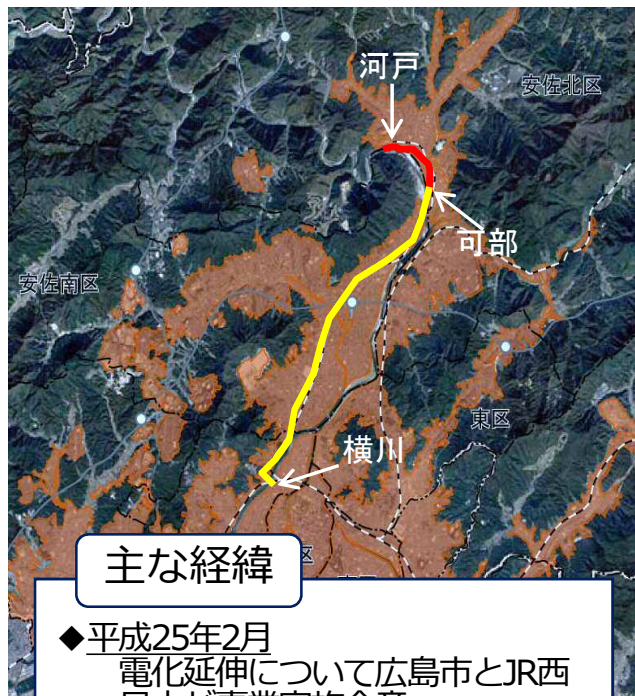 河戸
安佐北区
可部
安佐南区
東区
横川
区
主な経緯
◆平成25年2月
電化延伸について広島市とJR西